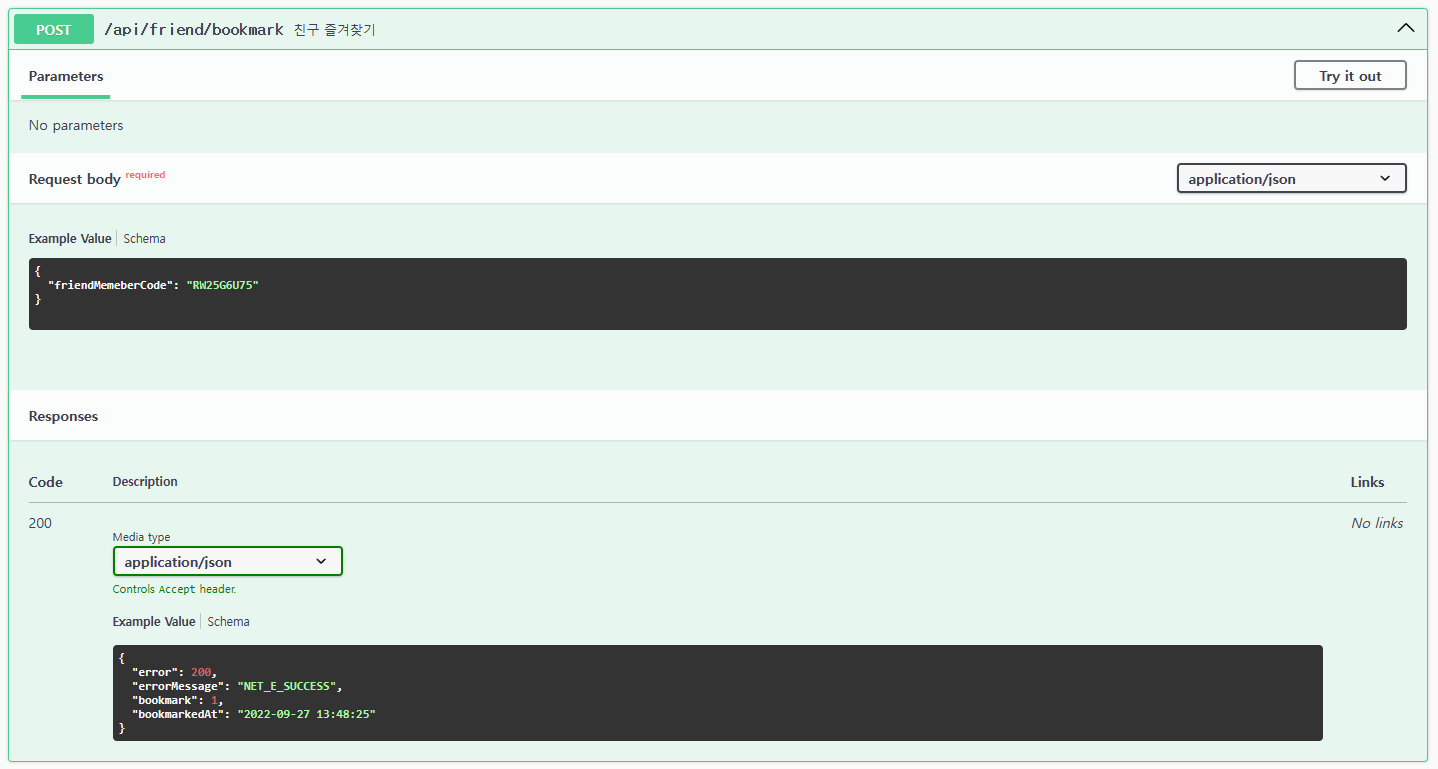 POST /api/friend/bookmark 친구 즐겨찾기
Parameters
Try it out
No parameters
Request body required
application/json
Example Value | Schema
{
  "friendMemeberCode": "RW25G6U75"
}
Responses
Code Description Links
200
No links
Media type
application/json
Controls Accept header.
Example Value | Schema
{
  "error": 200,
  "errorMessage": "NET_E_SUCCESS",
  "bookmark": 1,
  "bookmarkedAt": "2022-09-27 13:48:25"
}